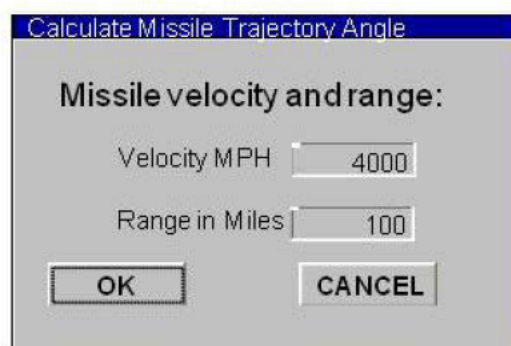 Calculate Missile Trajectory Angle
Missile velocity and range:
Velocity MPH 4000
Range in Miles 100
OK CANCEL